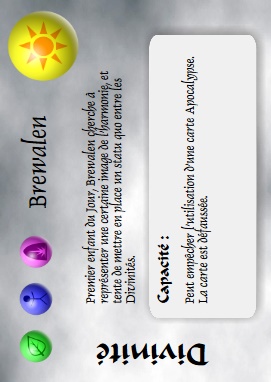 Brewalen
Premier enfant du Jour, Brewalen cherche à
représenter une certaine image de l'harmonie, et
tente de mettre en place un statu quo entre les
Divinités.
Capacité :
Peut empêcher l'utilisation d'une carte Apocalypse.
La carte est défaussée.
Divinité